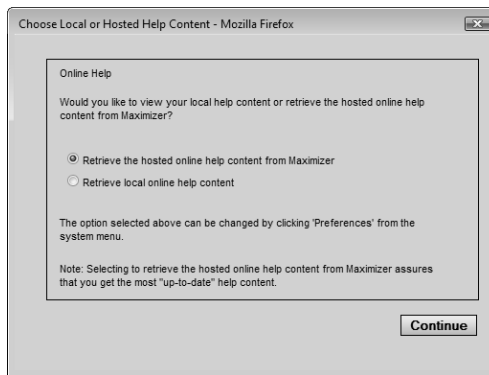 Choose Local or Hosted Help Content - Mozilla Firefox
Online Help
Would you like to view your local help content or retrieve the hosted online help
content from Maximizer?
Retrieve the hosted online help content from Maximizer
Retrieve local online help content
The option selected above can be changed by clicking 'Preferences' from the
system menu.
Note: Selecting to retrieve the hosted online help content from Maximizer assures
that you get the most "up-to-date" help content.
Continue